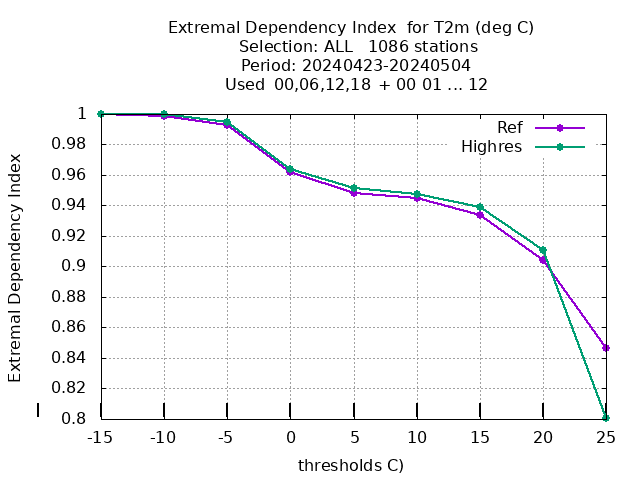 Extremal Dependency Index  for T2m (deg C)
Selection: ALL   1086 stations
Period: 20240423-20240504
Used  00,06,12,18  + 00 01 ... 12
Ref
Highres
Extremal Dependency Index
1
0.98
0.96
0.94
0.92
0.9
0.88
0.86
0.84
0.82
0.8
-15 -10 -5 0 5 10 15 20 25
thresholds C)